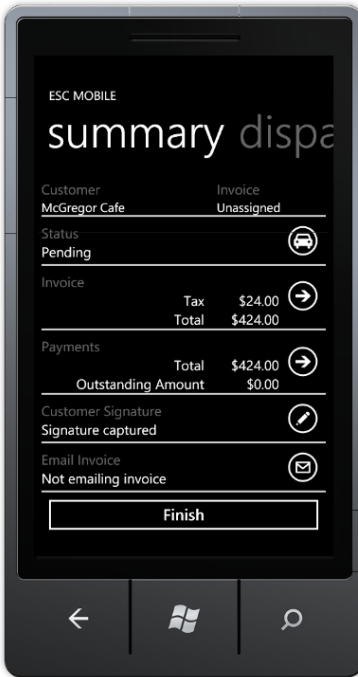 ESC MOBILE
summary dispa
Customer Invoice
McGregor Cafe Unassigned
Status
Pending
Invoice
Tax $24.00
Total $424.00
Payments
Total $424.00
Outstanding Amount $0.00
Customer Signature
Signature captured
Email Invoice
Not emailing invoice
Finish